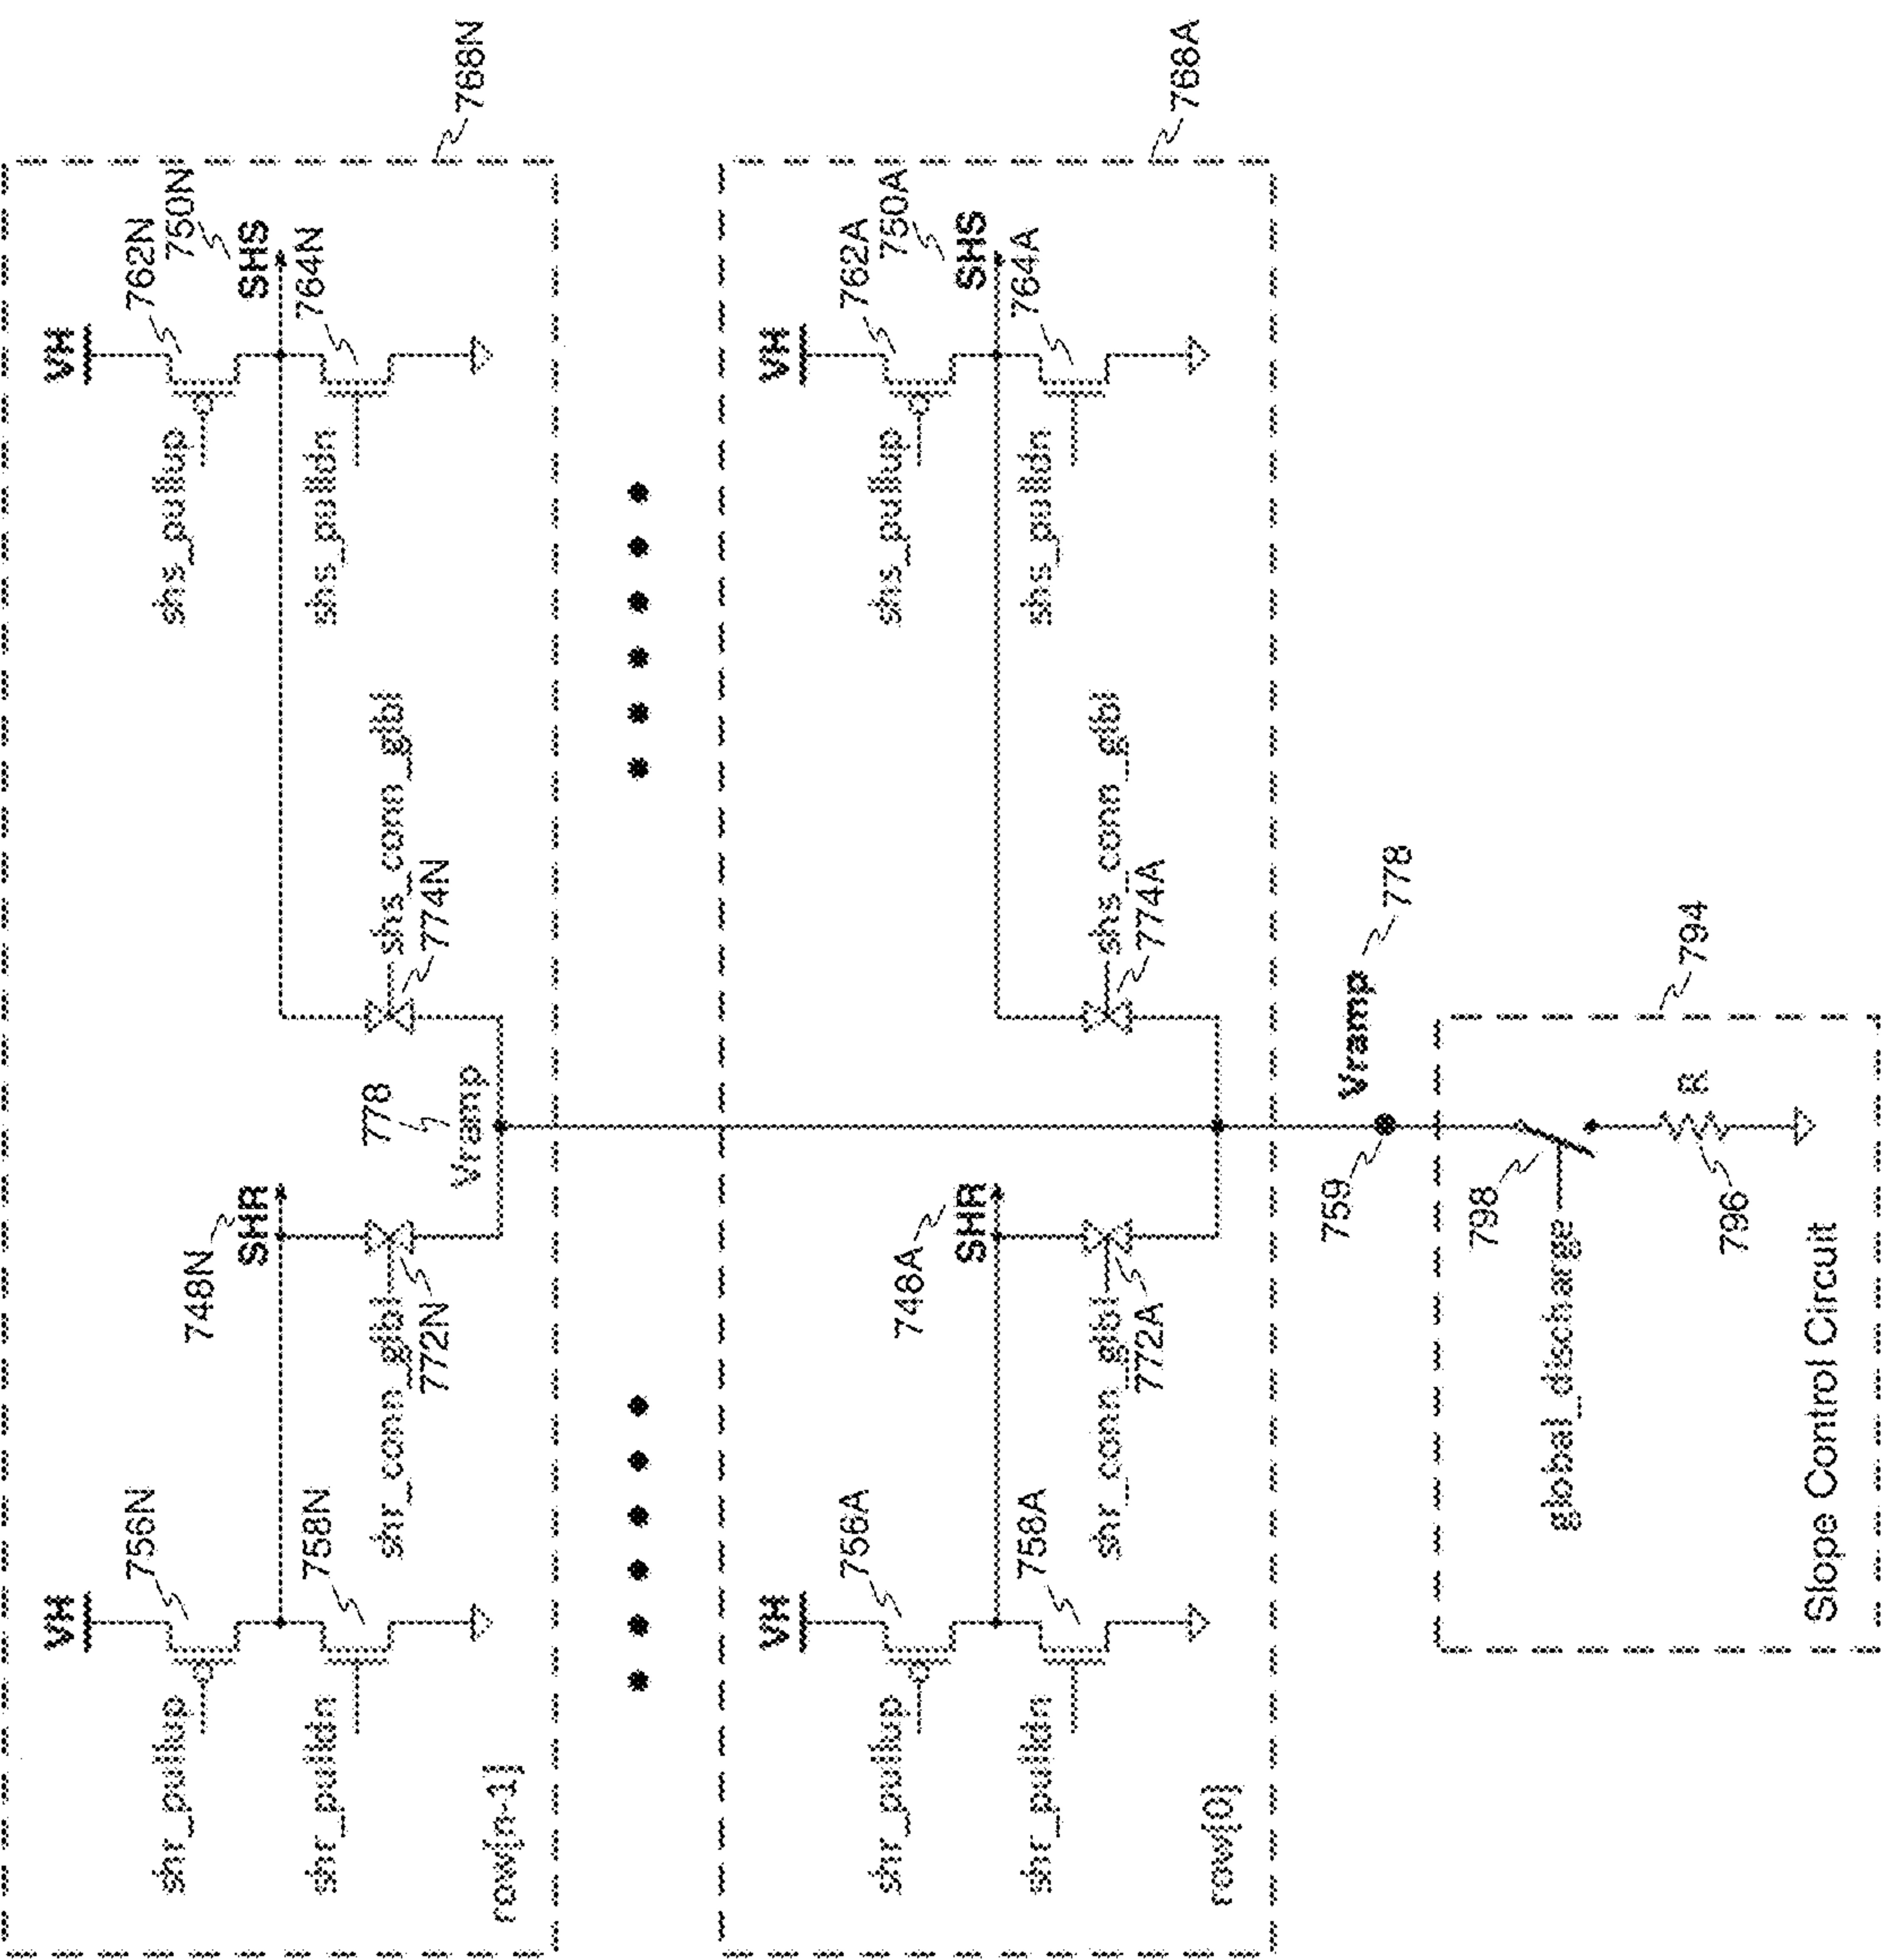 768N
VH
756N
shr_pullup
758N
shr_pulldn
748N
SHR
shr_conn_glbl
772N
778
Vramp
shs_conn_glbl
774N
VH
762N
750N
shs_pullup
SHS
764N
shs_pulldn
row[n-1]
768A
VH
756A
shr_pullup
758A
shr_pulldn
748A
SHR
shr_conn_glbl
772A
shs_conn_glbl
774A
VH
762A
750A
shs_pullup
SHS
764A
shs_pulldn
row[0]
759
Vramp
778
794
798
global_discharge
R
796
Slope Control Circuit